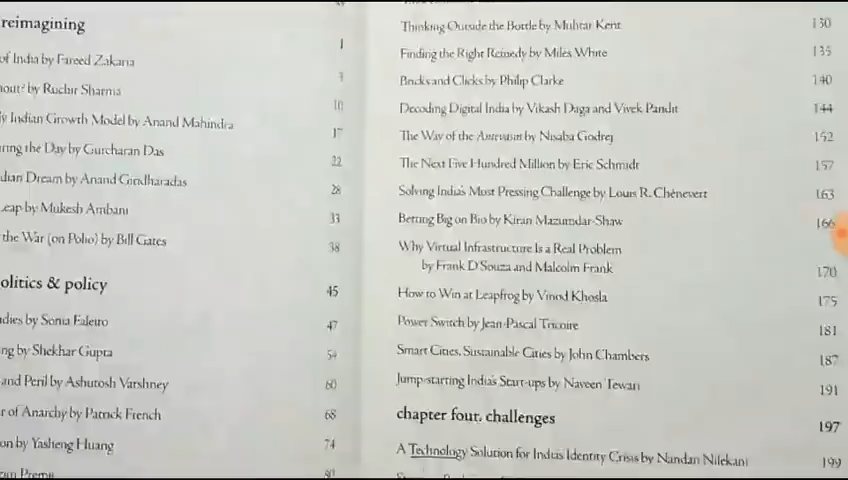 reimagining
1
of India by Fareed Zakaria
3
out? by Ruchir Sharma
10
Indian Growth Model by Anand Mahindra
17
ring the Day by Gurcharan Das
22
dian Dream by Anand Giridharadas
28
Leap by Mukesh Ambani
33
the War (on Polio) by Bill Gates
38
olitics & policy
45
dies by Sonia Faleiro
47
ng by Shekhar Gupta
54
and Peril by Ashutosh Varshney
60
r of Anarchy by Patrick French
68
on by Yasheng Huang
74
Premji
80
Thinking Outside the Bottle by Muhtar Kent 130
Finding the Right Remedy by Miles White 135
Bricks and Clicks by Philip Clarke 140
Decoding Digital India by Vikash Daga and Vivek Pandit 144
The Way of the Antevasin by Nisaba Godrej 152
The Next Five Hundred Million by Eric Schmidt 157
Solving India's Most Pressing Challenge by Louis R. Chênevert 163
Betting Big on Bio by Kiran Mazumdar-Shaw 166
Why Virtual Infrastructure Is a Real Problem
by Frank D'Souza and Malcolm Frank 170
How to Win at Leapfrog by Vinod Khosla 175
Power Switch by Jean-Pascal Tricoire 181
Smart Cities, Sustainable Cities by John Chambers 187
Jump-starting India's Start-ups by Naveen Tewari 191
chapter four. challenges 197
A Technology Solution for India's Identity Crisis by Nandan Nilekani 199